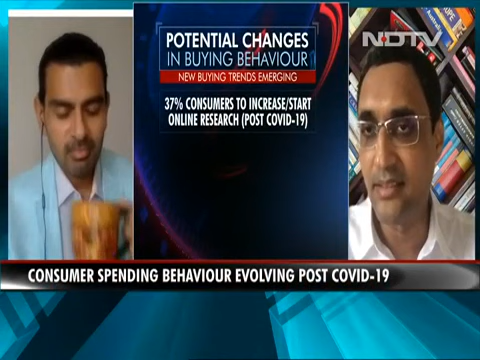 POTENTIAL CHANGES
IN BUYING BEHAVIOUR
NEW BUYING TRENDS EMERGING
37% CONSUMERS TO INCREASE/START
ONLINE RESEARCH (POST COVID-19)
NDTV
CONSUMER SPENDING BEHAVIOUR EVOLVING POST COVID-19